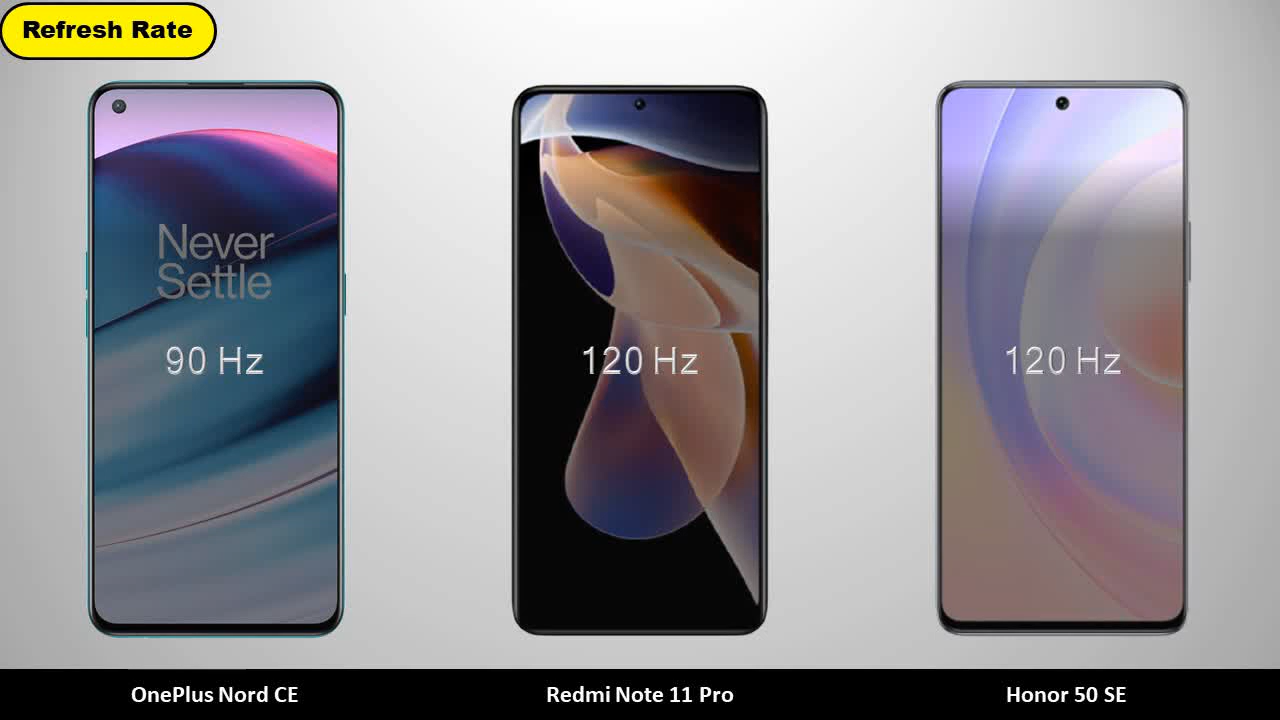 Refresh Rate
Never
Settle
90 Hz
120 Hz
120 Hz
OnePlus Nord CE
Redmi Note 11 Pro
Honor 50 SE